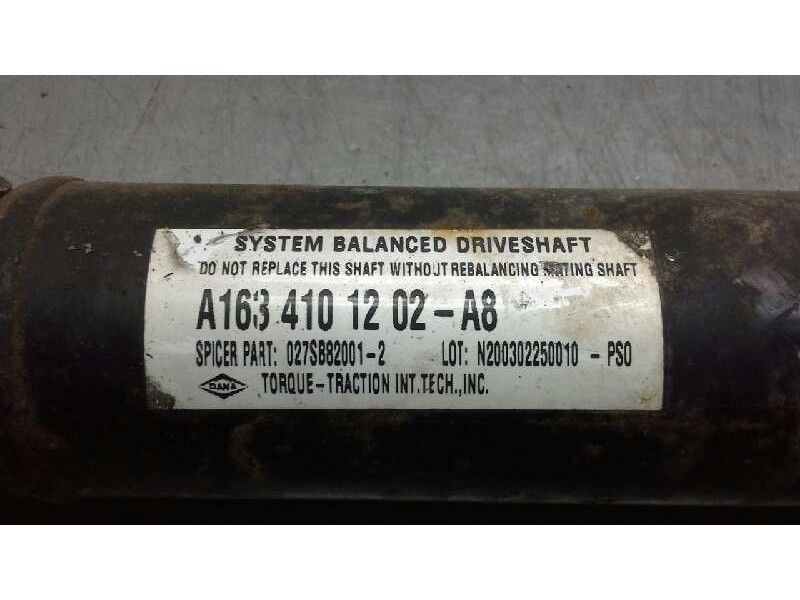 SYSTEM BALANCED DRIVESHAFT
DO NOT REPLACE THIS SHAFT WITHOUT REBALANCING MATING SHAFT
A163 410 12 02-A8
SPICER PART: 027SB82001-2 LOT: N200302250010 - PSO
DANA TORQUE-TRACTION INT.TECH.,INC.